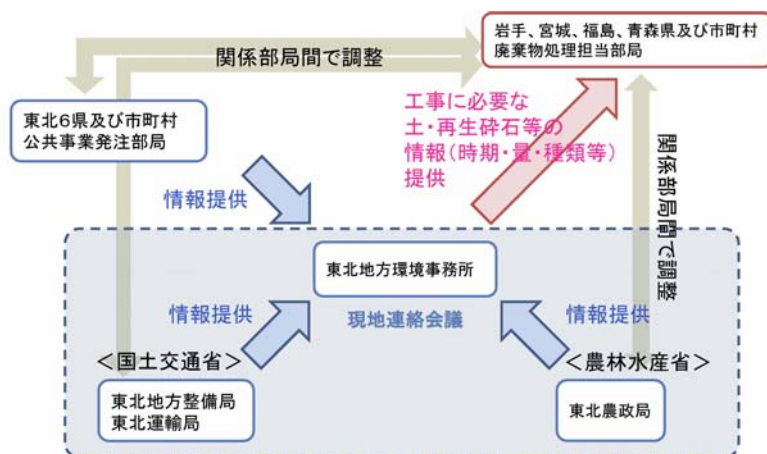 岩手、宮城、福島、青森県及び市町村
廃棄物処理担当部局
関係部局間で調整
東北6県及び市町村
公共事業発注部局
工事に必要な
土・再生砕石等の
情報(時期・量・種類等)
提供
関係部局間で調整
情報提供
東北地方環境事務所
現地連絡会議
情報提供
情報提供
<国土交通省>
<農林水産省>
東北地方整備局
東北運輸局
東北農政局